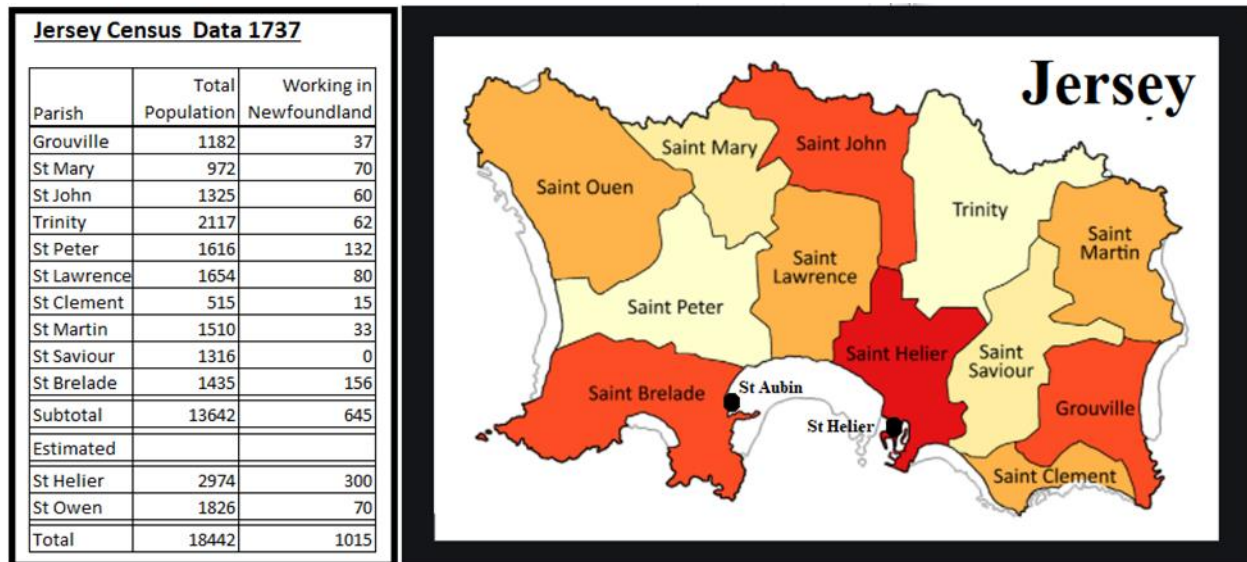 Jersey Census Data 1737
Total Working in
Parish Population Newfoundland
Grouville 1182 37
St Mary 972 70
St John 1325 60
Trinity 2117 62
St Peter 1616 132
St Lawrence 1654 80
St Clement 515 15
St Martin 1510 33
St Saviour 1316 0
St Brelade 1435 156
Subtotal 13642 645
Estimated
St Helier 2974 300
St Owen 1826 70
Total 18442 1015
Jersey
Saint Mary
Saint John
Saint Ouen
Trinity
Saint
Martin
Saint
Lawrence
Saint Peter
Saint Helier
Saint
Saviour
Saint Brelade
St Aubin
Grouville
St Helier
Saint Clement